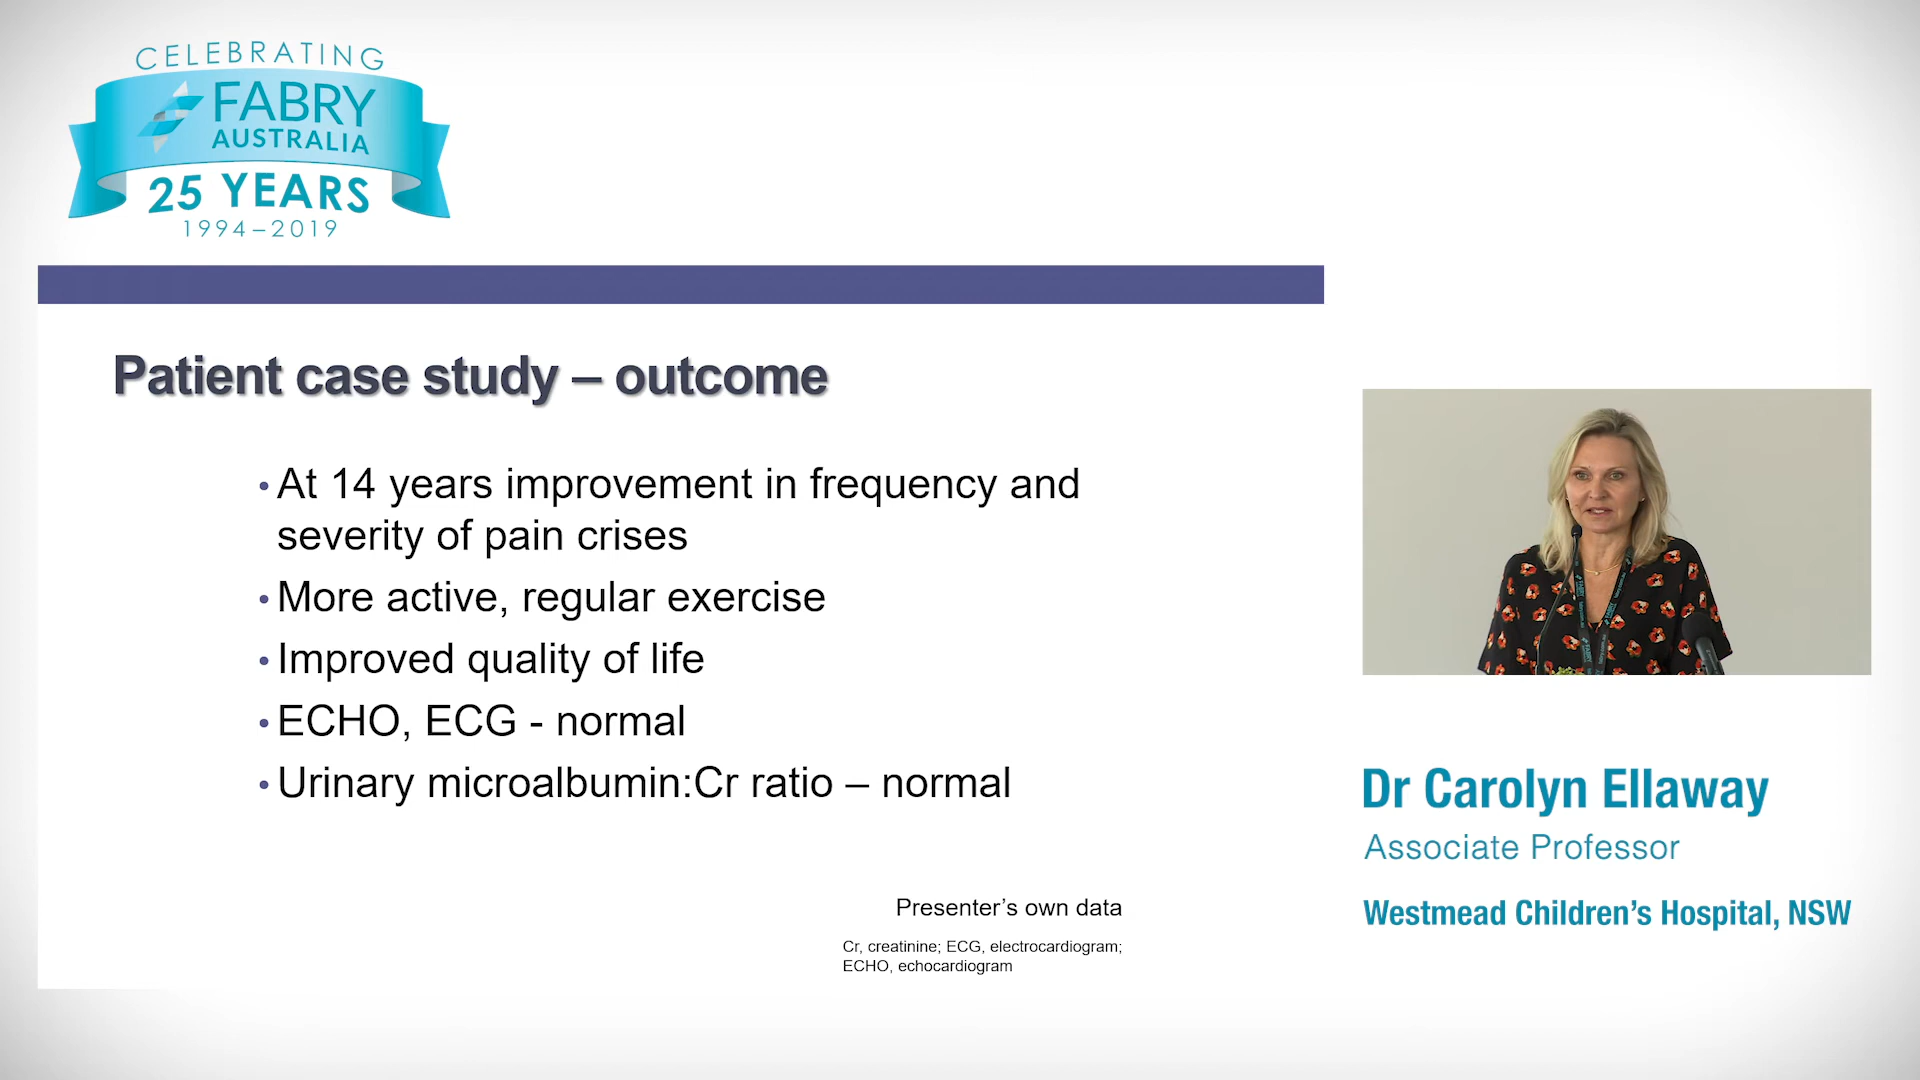 CELEBRATING
FABRY
AUSTRALIA
25 YEARS
1994–2019
Patient case study – outcome
• At 14 years improvement in frequency and
severity of pain crises
• More active, regular exercise
• Improved quality of life
• ECHO, ECG - normal
• Urinary microalbumin:Cr ratio – normal
Presenter’s own data
Cr, creatinine; ECG, electrocardiogram;
ECHO, echocardiogram
Dr Carolyn Ellaway
Associate Professor
Westmead Children’s Hospital, NSW
FABRY